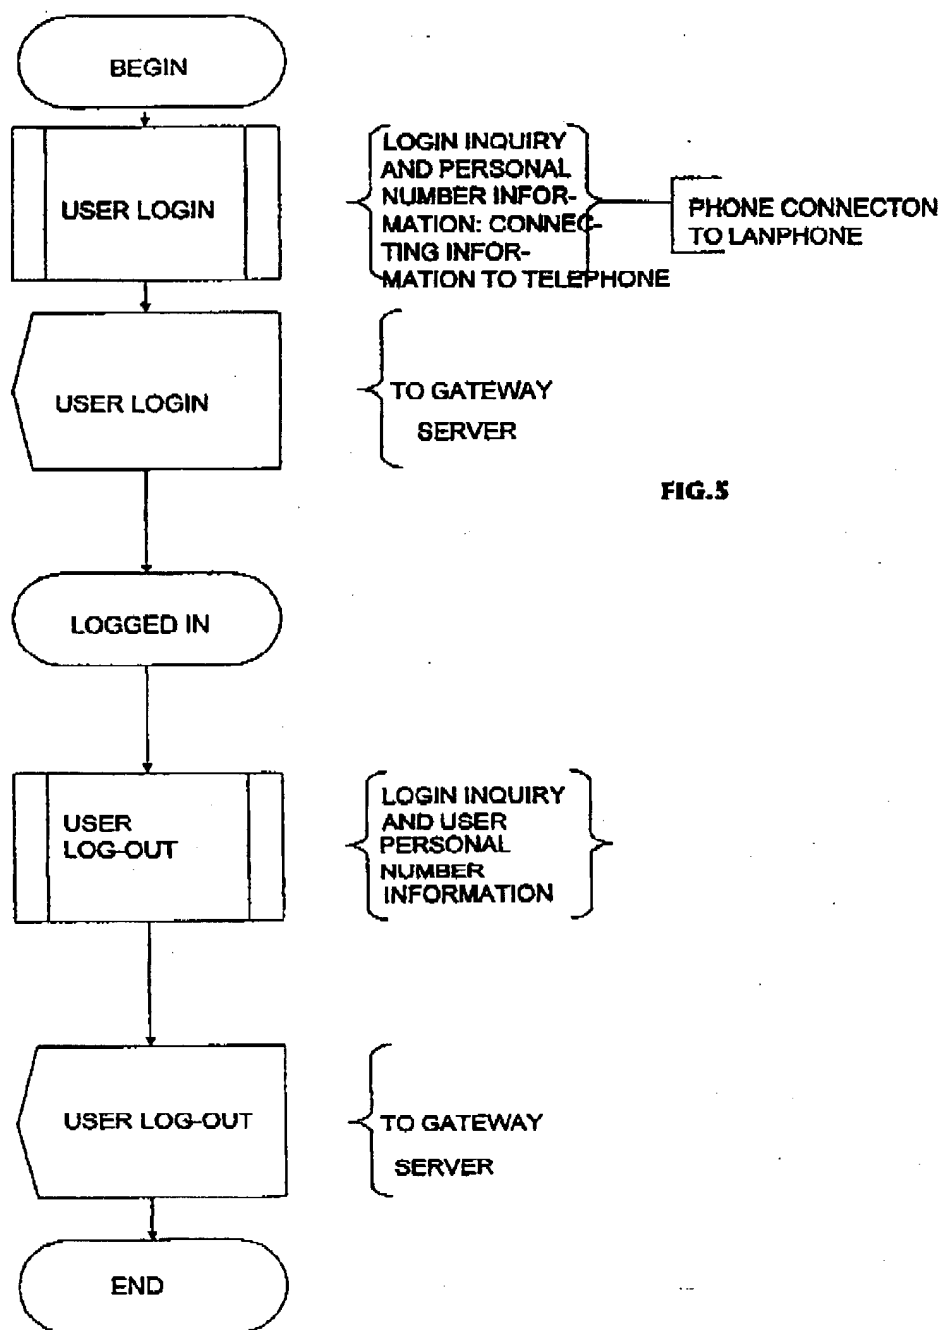 BEGIN
USER LOGIN
LOGIN INQUIRY
AND PERSONAL
NUMBER INFOR-
MATION: CONNEC-
TING INFOR-
MATION TO TELEPHONE
PHONE CONNECTON
TO LANPHONE
USER LOGIN
TO GATEWAY
SERVER
FIG.5
LOGGED IN
USER
LOG-OUT
LOGIN INQUIRY
AND USER
PERSONAL
NUMBER
INFORMATION
USER LOG-OUT
TO GATEWAY
SERVER
END